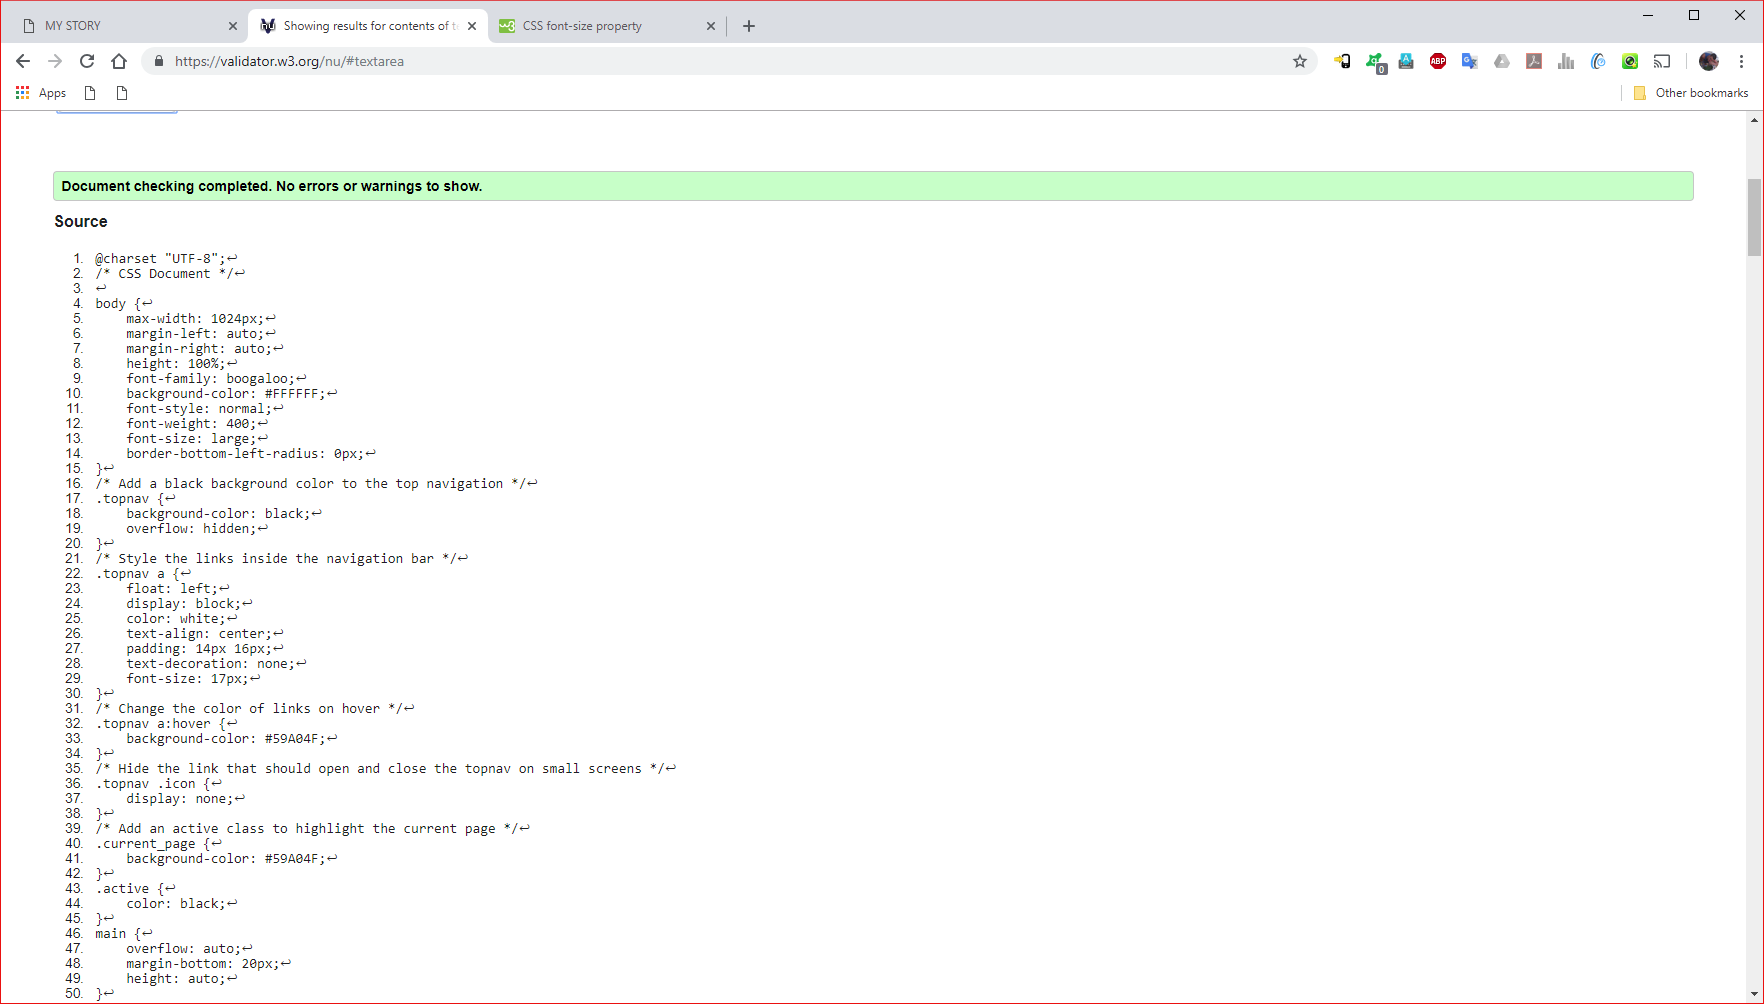 MY STORY
Showing results for contents of te
CSS font-size property
https://validator.w3.org/nu/#textarea
0
ABP
Apps
Other bookmarks
Document checking completed. No errors or warnings to show.
Source
1. @charset "UTF-8";↩
2. /* CSS Document */↩
3. ↩
4. body {↩
5. max-width: 1024px;↩
6. margin-left: auto;↩
7. margin-right: auto;↩
8. height: 100%;↩
9. font-family: boogaloo;↩
10. background-color: #FFFFFF;↩
11. font-style: normal;↩
12. font-weight: 400;↩
13. font-size: large;↩
14. border-bottom-left-radius: 0px;↩
15. }↩
16. /* Add a black background color to the top navigation */↩
17. .topnav {↩
18. background-color: black;↩
19. overflow: hidden;↩
20. }↩
21. /* Style the links inside the navigation bar */↩
22. .topnav a {↩
23. float: left;↩
24. display: block;↩
25. color: white;↩
26. text-align: center;↩
27. padding: 14px 16px;↩
28. text-decoration: none;↩
29. font-size: 17px;↩
30. }↩
31. /* Change the color of links on hover */↩
32. .topnav a:hover {↩
33. background-color: #59A04F;↩
34. }↩
35. /* Hide the link that should open and close the topnav on small screens */↩
36. .topnav .icon {↩
37. display: none;↩
38. }↩
39. /* Add an active class to highlight the current page */↩
40. .current_page {↩
41. background-color: #59A04F;↩
42. }↩
43. .active {↩
44. color: black;↩
45. }↩
46. main {↩
47. overflow: auto;↩
48. margin-bottom: 20px;↩
49. height: auto;↩
50. }↩